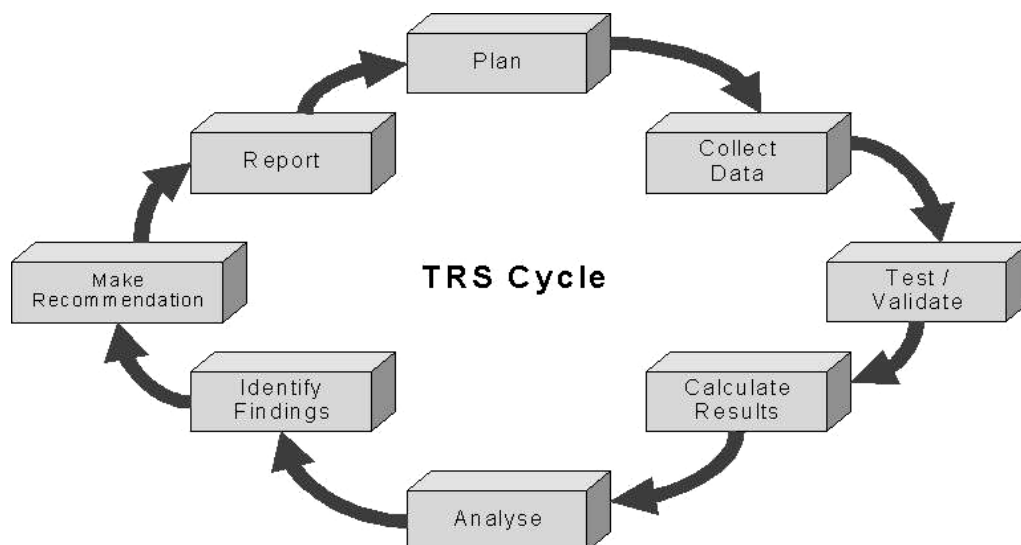 Plan
Collect
Data
Test /
Validate
Calculate
Results
Analyse
Identify
Findings
Make
Recommendation
Report
TRS Cycle